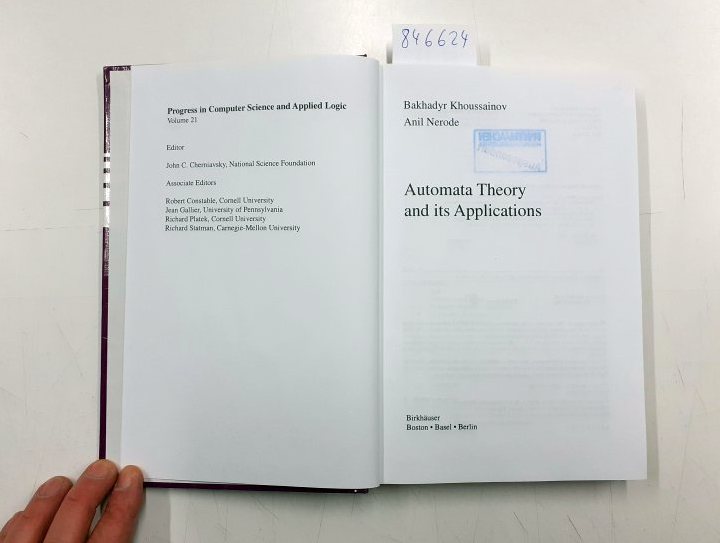 846624
Progress in Computer Science and Applied Logic
Volume 21
Editor
John C. Cherniavsky, National Science Foundation
Associate Editors
Robert Constable, Cornell University
Jean Gallier, University of Pennsylvania
Richard Platek, Cornell University
Richard Statman, Carnegie-Mellon University
Bakhadyr Khoussainov
Anil Nerode
Automata Theory
and its Applications
Birkhäuser
Boston • Basel • Berlin